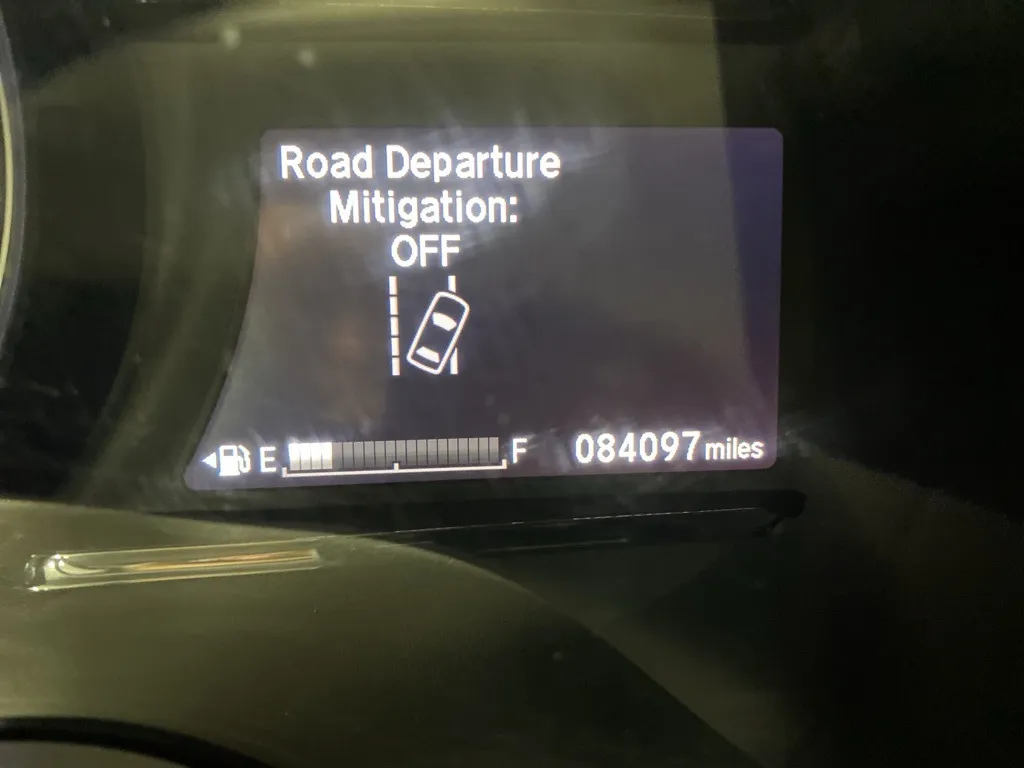 Road Departure
Mitigation:
OFF
E F 084097 miles